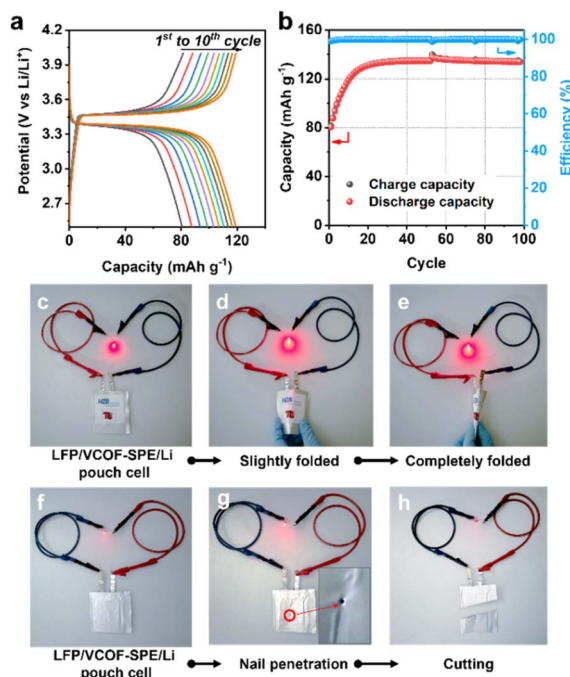 a
1st to 10th cycle
Potential (V vs Li/Li+)
4.2
3.9
3.6
3.3
3.0
2.7
0 40 80 120
Capacity (mAh g-1)
b
Capacity (mAh g-1)
160
120
80
40
0
Charge capacity
Discharge capacity
100
80
60
40
20
0
Efficiency (%)
0 20 40 60 80 100
Cycle
c
d
e
HZB
HZB
LFP/VCOF-SPE/Li
pouch cell
Slightly folded
Completely folded
f
g
h
LFP/VCOF-SPE/Li
pouch cell
Nail penetration
Cutting